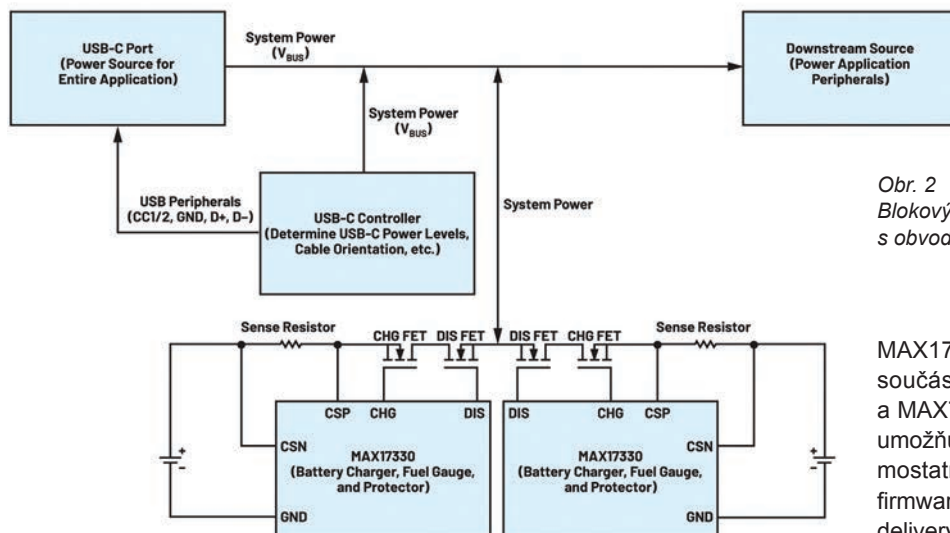 USB-C Port
(Power Source for
Entire Application)
System Power
(VBUS)
Downstream Source
(Power Application
Peripherals)
System Power
(VBUS)
USB Peripherals
(CC1/2, GND, D+, D–)
USB-C Controller
(Determine USB-C Power Levels,
Cable Orientation, etc.)
System Power
Obr. 2
Blokový
s obvod
Sense Resistor
CHG FET
DIS FET
DIS FET
CHG FET
Sense Resistor
CSP
CHG
DIS
DIS
CHG
CSP
+
–
CSN
MAX17330
(Battery Charger, Fuel Gauge,
and Protector)
GND
MAX17330
(Battery Charger, Fuel Gauge,
and Protector)
CSN
GND
+
–
MAX17
součás
a MAX
umožňu
mostatn
firmwar
delivery